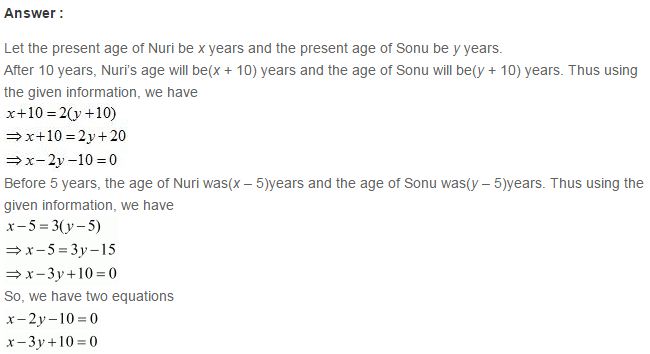 Answer :
Let the present age of Nuri be x years and the present age of Sonu be y years.
After 10 years, Nuri's age will be(x + 10) years and the age of Sonu will be(y + 10) years. Thus using
the given information, we have
x+10=2(y+10)
⇒x+10=2y+20
⇒x−2y−10=0
Before 5 years, the age of Nuri was(x – 5)years and the age of Sonu was(y – 5)years. Thus using the
given information, we have
x−5=3(y−5)
⇒x−5=3y−15
⇒x−3y+10=0
So, we have two equations
x−2y−10=0
x−3y+10=0